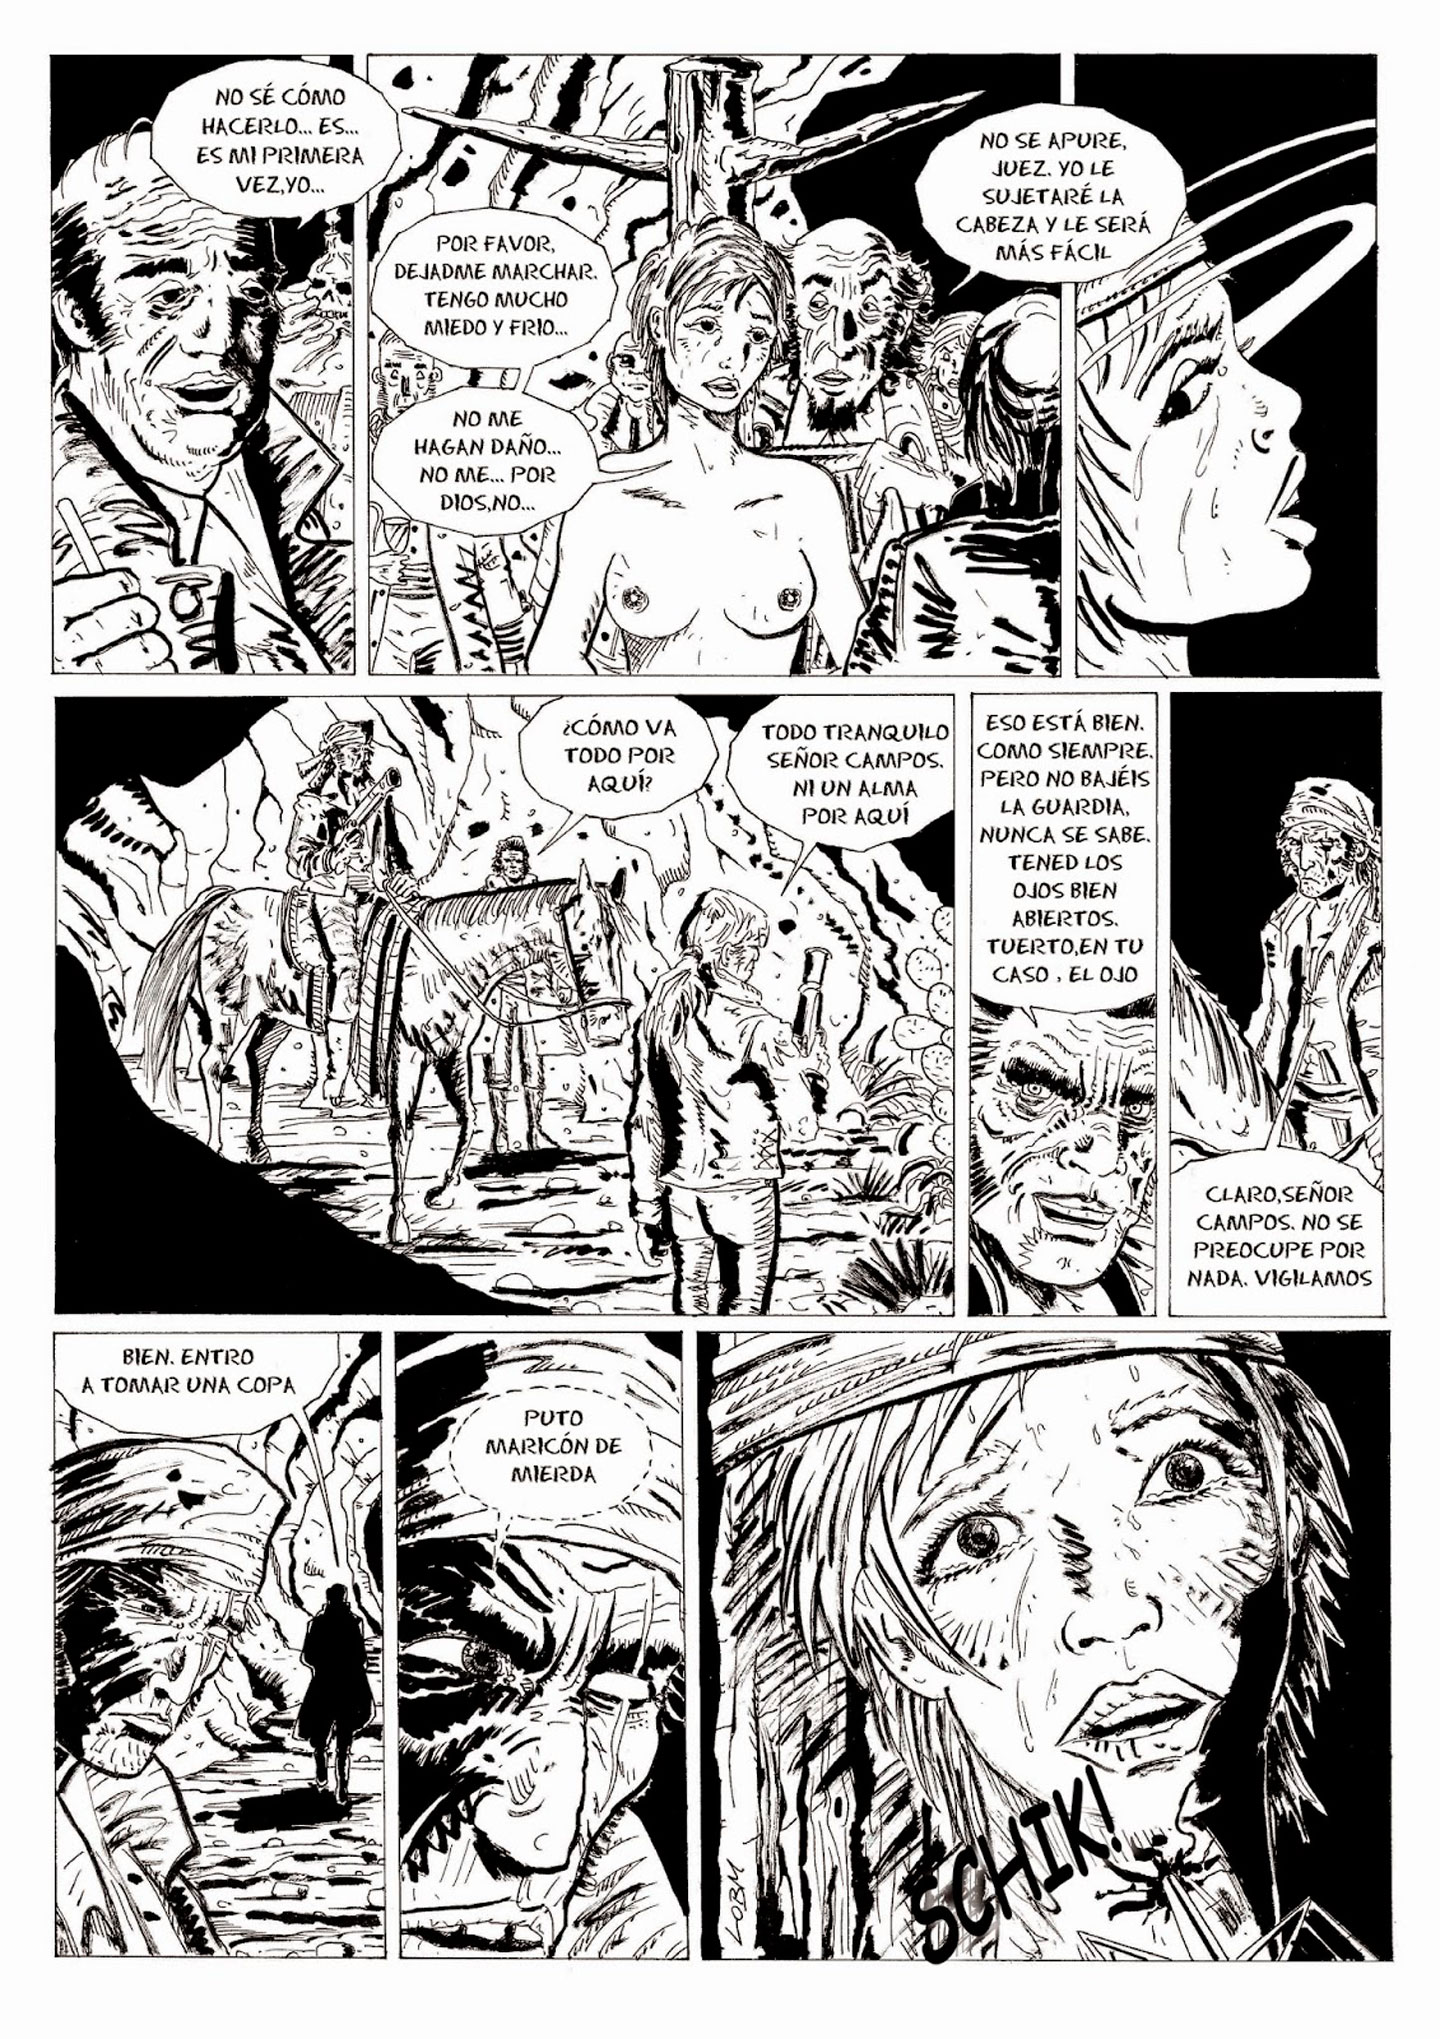 NO SÉ CÓMO
HACERLO... ES...
ES MI PRIMERA
VEZ,YO...
POR FAVOR,
DEJADME MARCHAR.
TENGO MUCHO
MIEDO Y FRIO...
NO ME
HAGAN DAÑO...
NO ME... POR
DIOS,NO...
NO SE APURE,
JUEZ. YO LE
SUJETARÉ LA
CABEZA Y LE SERÁ
MÁS FÁCIL
¿CÓMO VA
TODO POR
AQUÍ?
TODO TRANQUILO
SEÑOR CAMPOS.
NI UN ALMA
POR AQUÍ
ESO ESTÁ BIEN.
COMO SIEMPRE.
PERO NO BAJÉIS
LA GUARDIA,
NUNCA SE SABE.
TENED LOS
OJOS BIEN
ABIERTOS.
TUERTO,EN TU
CASO , EL OJO
CLARO,SEÑOR
CAMPOS. NO SE
PREOCUPE POR
NADA. VIGILAMOS
BIEN. ENTRO
A TOMAR UNA COPA
PUTO
MARICÓN DE
MIERDA
SCHIK!
LOBM